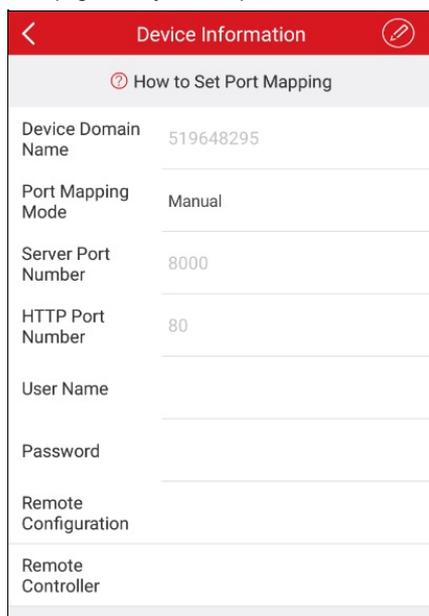 Device Information
How to Set Port Mapping
Device Domain
Name
519648295
Port Mapping
Mode
Manual
Server Port
Number
8000
HTTP Port
Number
80
User Name
Password
Remote
Configuration
Remote
Controller